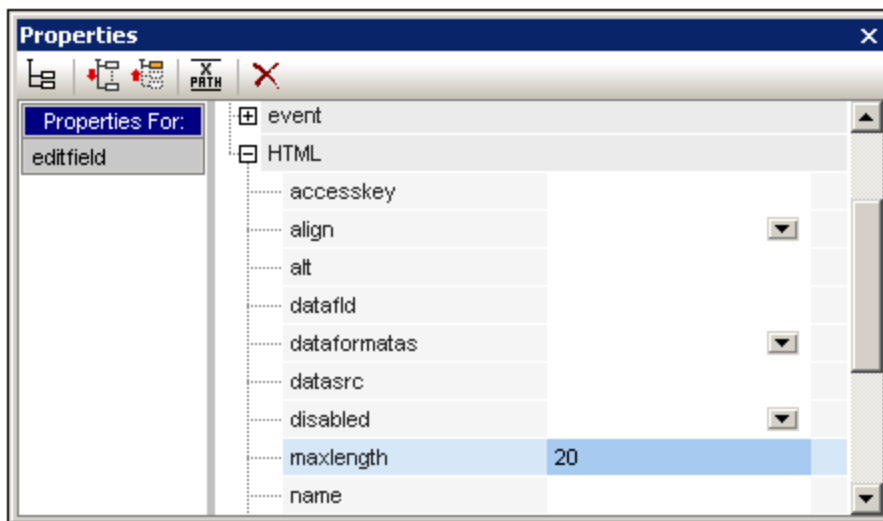 Properties
X
PATH
Properties For:
editfield
event
HTML
accesskey
align
alt
datafld
dataformatas
datasrc
disabled
maxlength 20
name